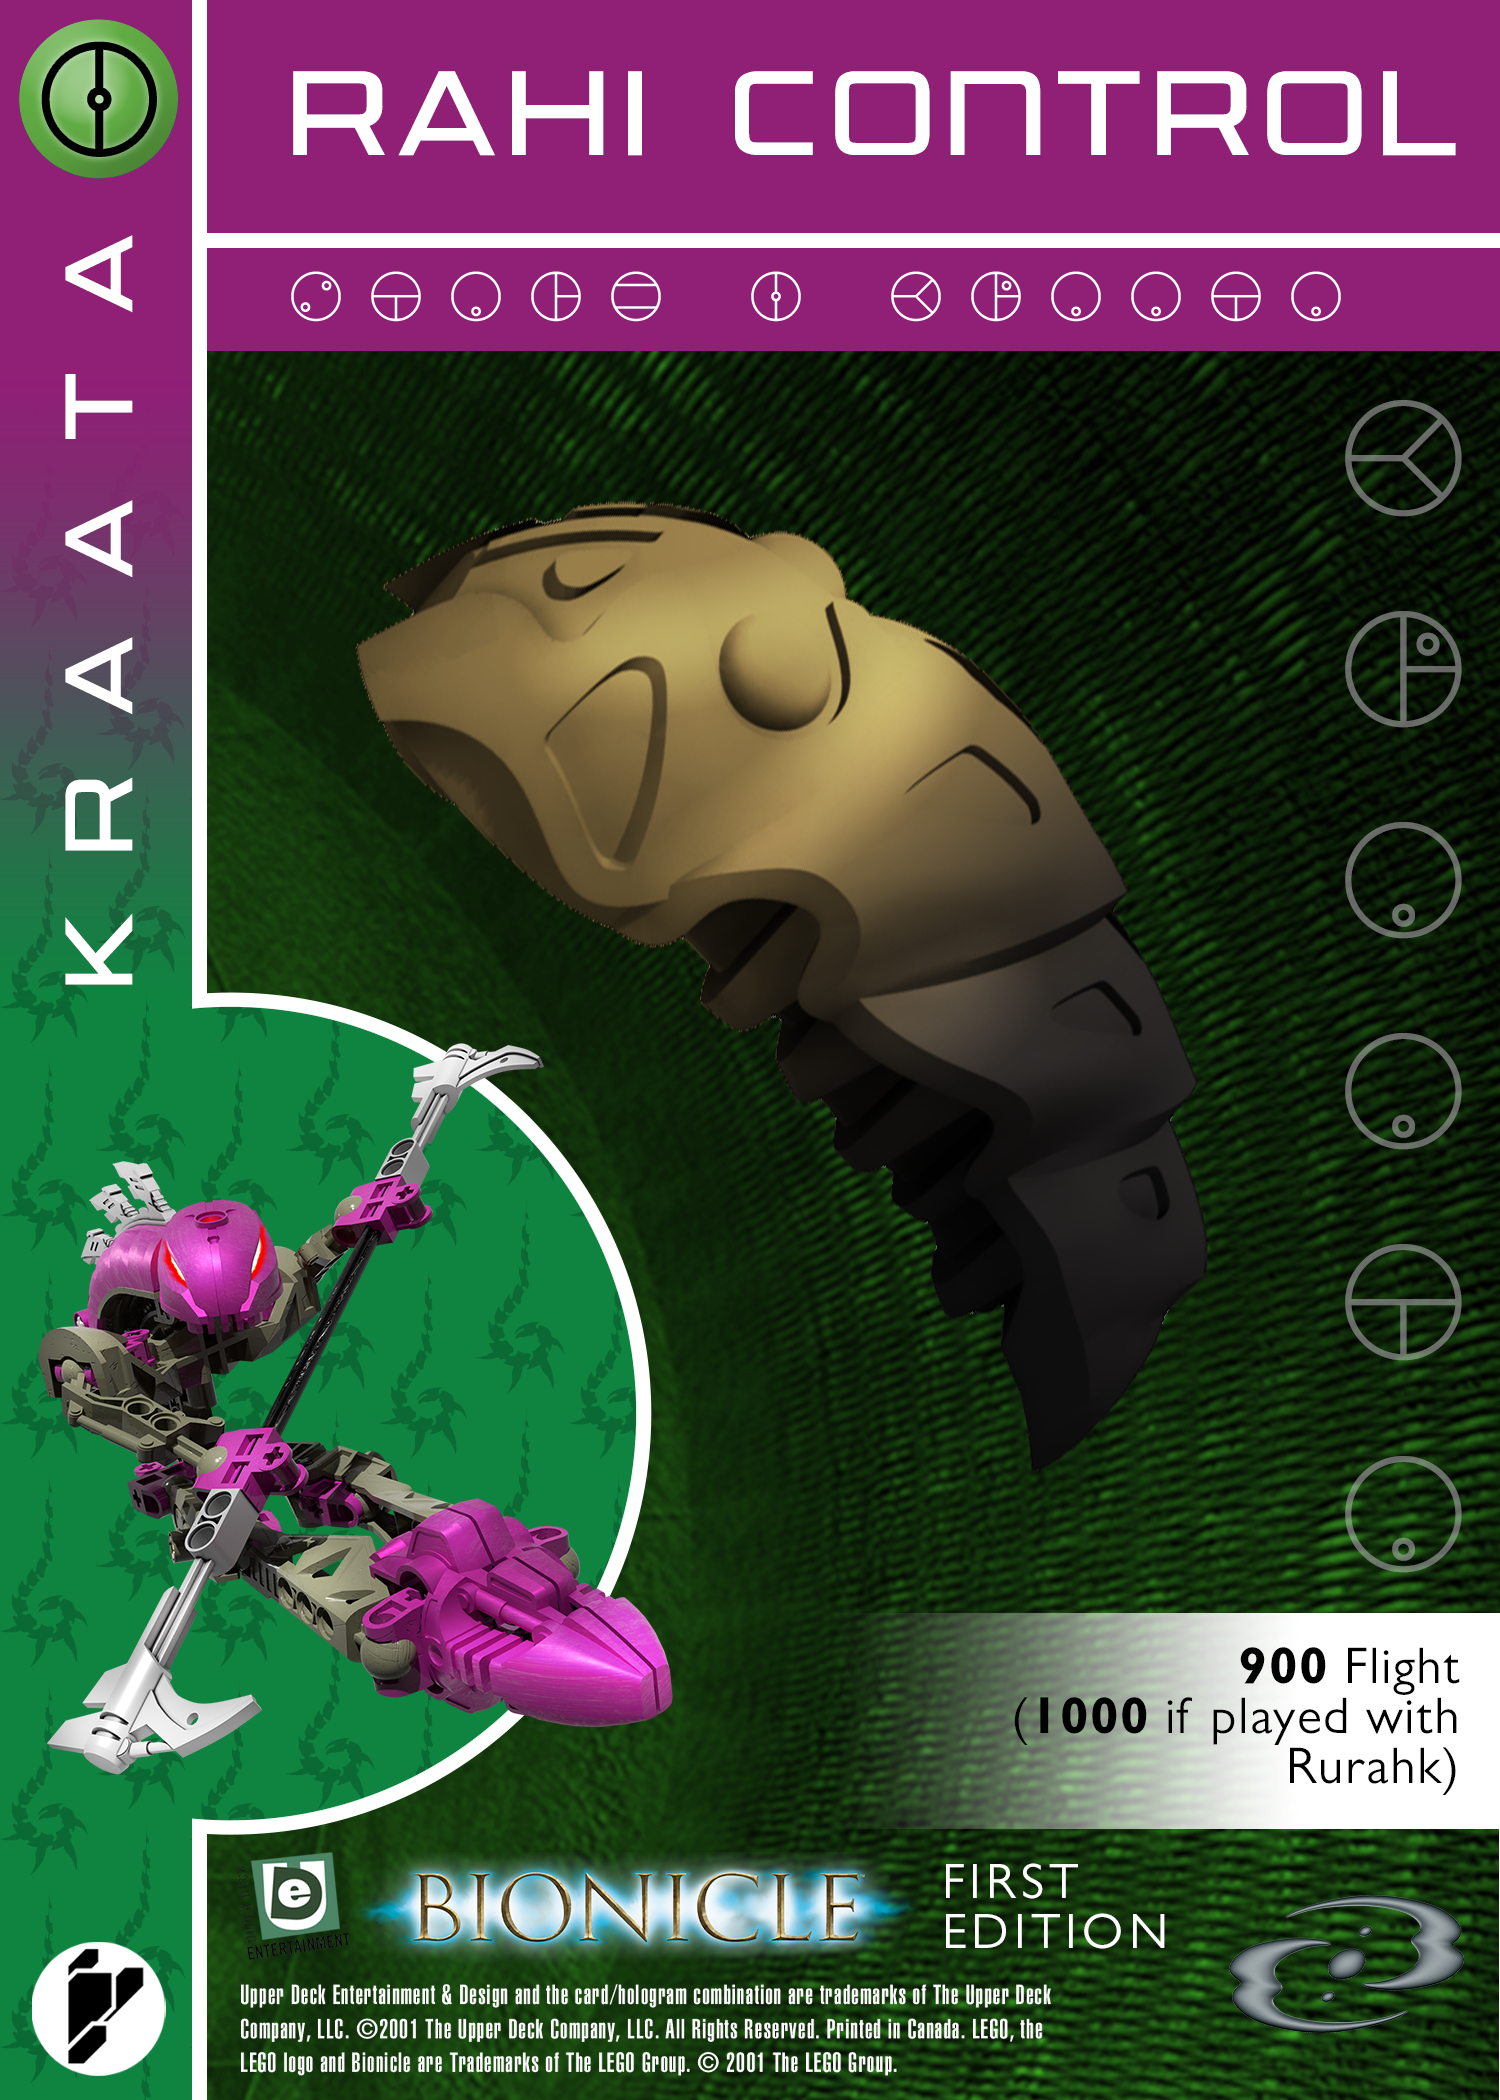 RAHI CONTROL
KRAATA
900 Flight
(1000 if played with
Rurahk)
e
ENTERTAINMENT
BIONICLE
FIRST
EDITION
Upper Deck Entertainment & Design and the card/hologram combination are trademarks of The Upper Deck
Company, LLC. ©2001 The Upper Deck Company, LLC. All Rights Reserved. Printed in Canada. LEGO, the
LEGO logo and Bionicle are Trademarks of The LEGO Group. © 2001 The LEGO Group.